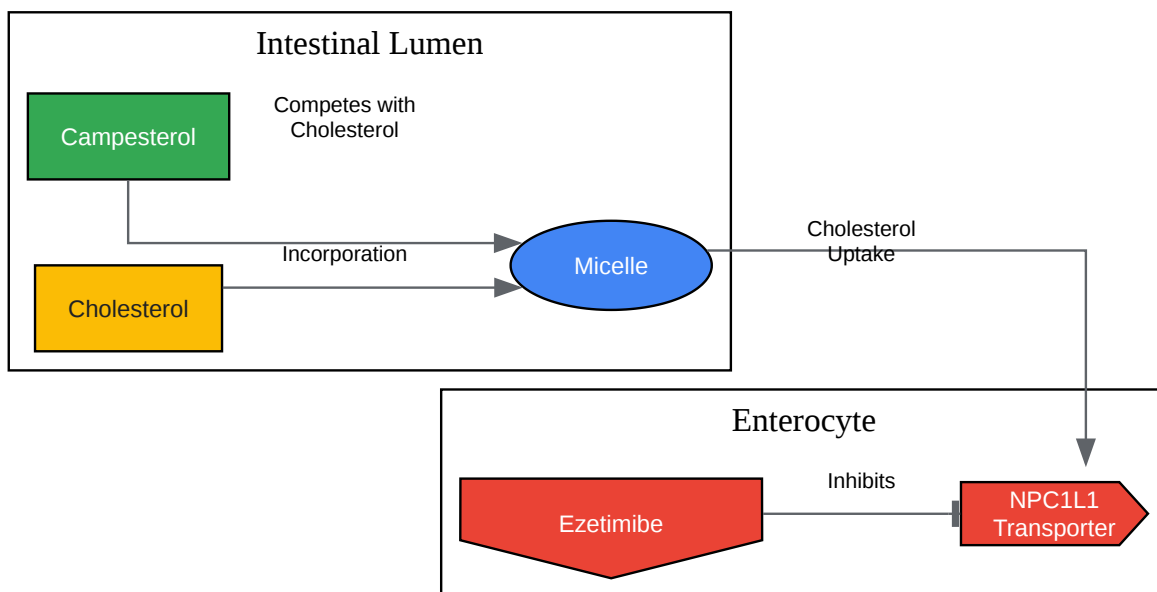 Intestinal Lumen
Campesterol
Competes with
Cholesterol
Incorporation
Cholesterol
Micelle
Cholesterol
Uptake
Enterocyte
Ezetimibe
Inhibits
NPC1L1
Transporter